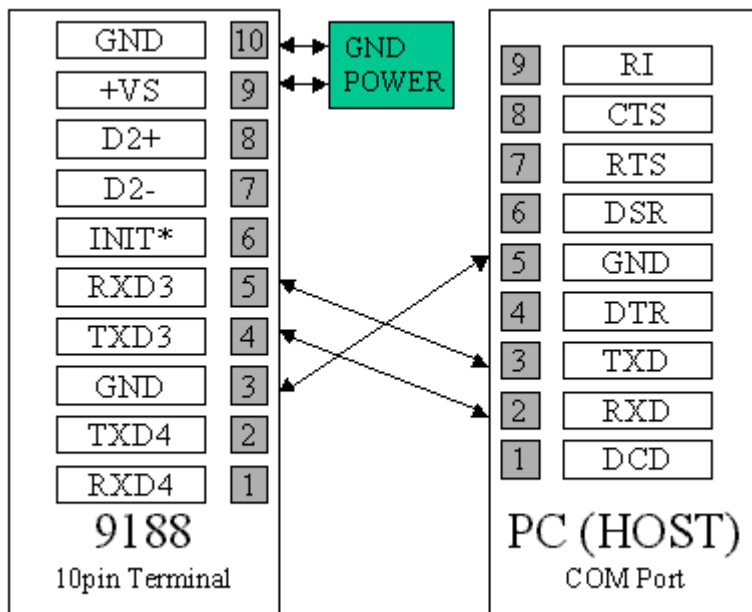 GND 10
+VS 9
D2+ 8
D2- 7
INIT* 6
RXD3 5
TXD3 4
GND 3
TXD4 2
RXD4 1
9188
10pin Terminal
GND
POWER
9 RI
8 CTS
7 RTS
6 DSR
5 GND
4 DTR
3 TXD
2 RXD
1 DCD
PC (HOST)
COM Port